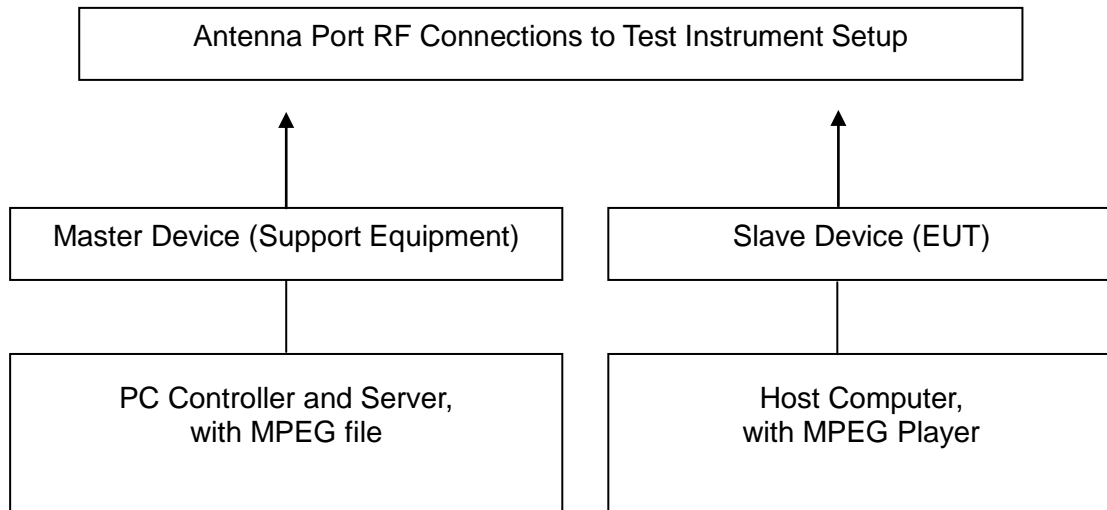 Antenna Port RF Connections to Test Instrument Setup
Master Device (Support Equipment)
Slave Device (EUT)
PC Controller and Server,
with MPEG file
Host Computer,
with MPEG Player